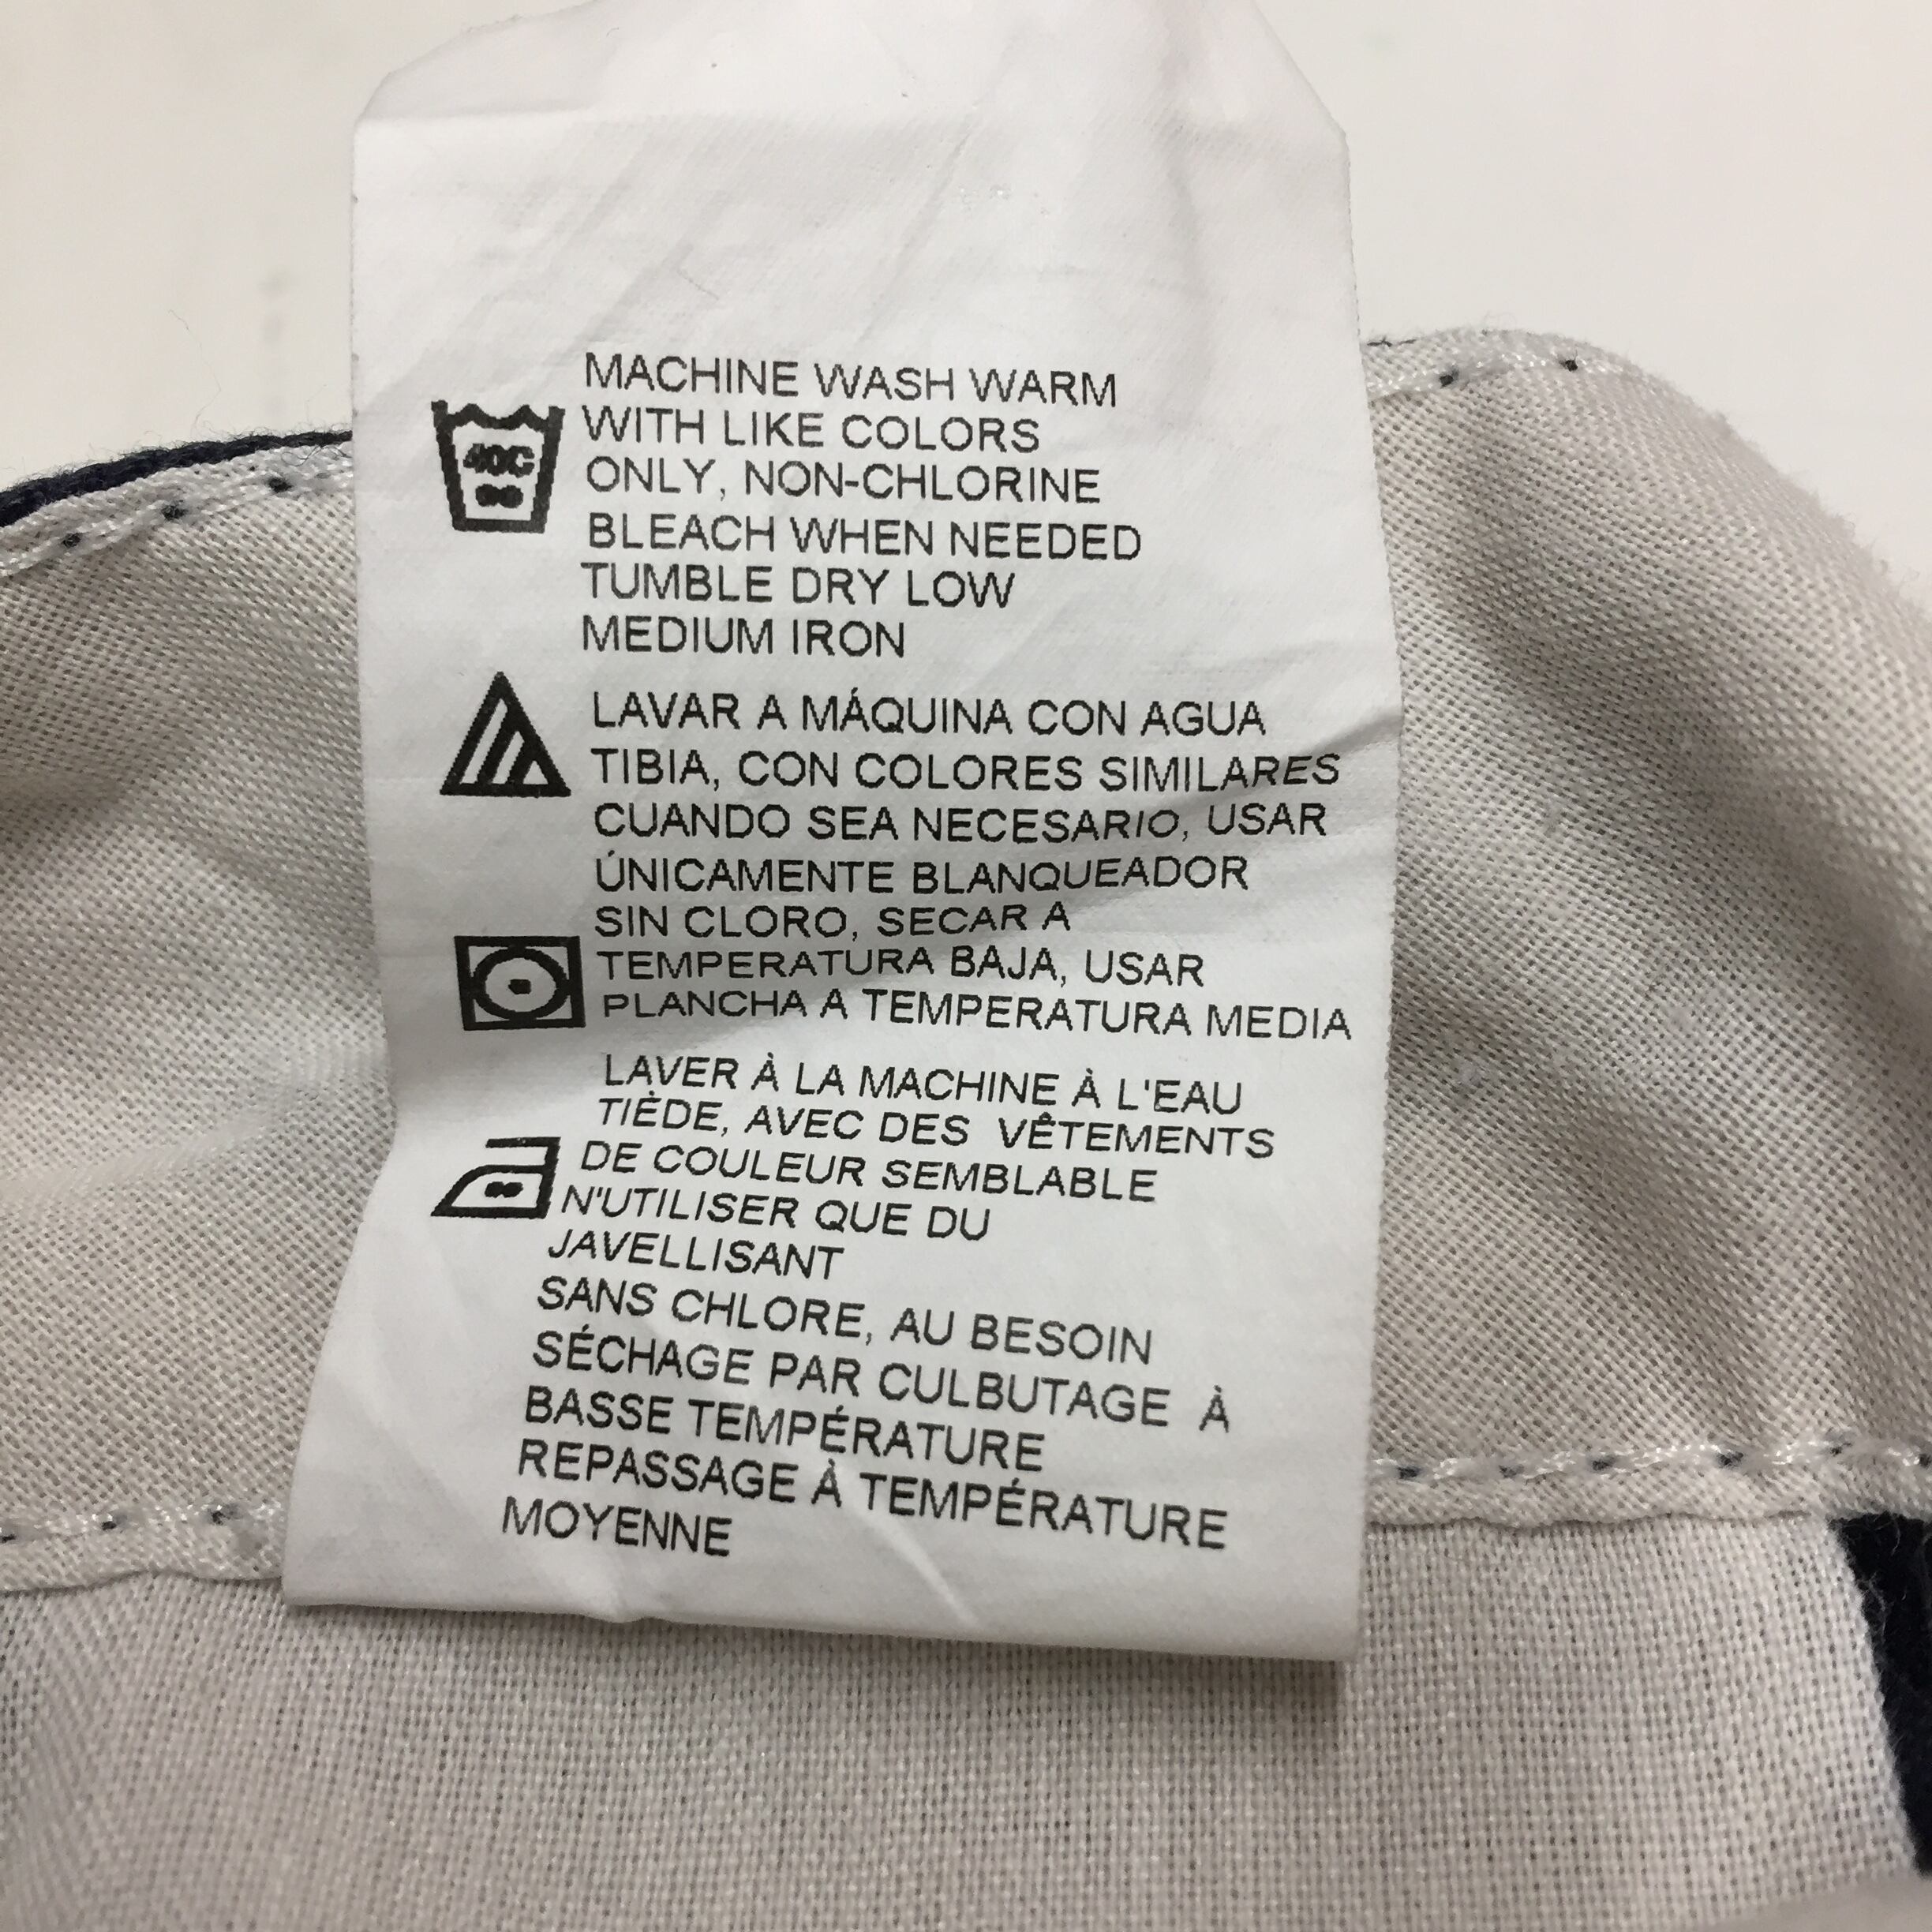 MACHINE WASH WARM
WITH LIKE COLORS
40C
ONLY, NON-CHLORINE
BLEACH WHEN NEEDED
TUMBLE DRY LOW
MEDIUM IRON
LAVAR A MÁQUINA CON AGUA
TIBIA, CON COLORES SIMILARES
CUANDO SEA NECESARIO, USAR
ÚNICAMENTE BLANQUEADOR
SIN CLORO, SECAR A
TEMPERATURA BAJA, USAR
PLANCHA A TEMPERATURA MEDIA
LAVER À LA MACHINE À L'EAU
TIÈDE, AVEC DES VÊTEMENTS
DE COULEUR SEMBLABLE
N'UTILISER QUE DU
JAVELLISANT
SANS CHLORE, AU BESOIN
SÉCHAGE PAR CULBUTAGE À
BASSE TEMPÉRATURE
REPASSAGE À TEMPÉRATURE
MOYENNE